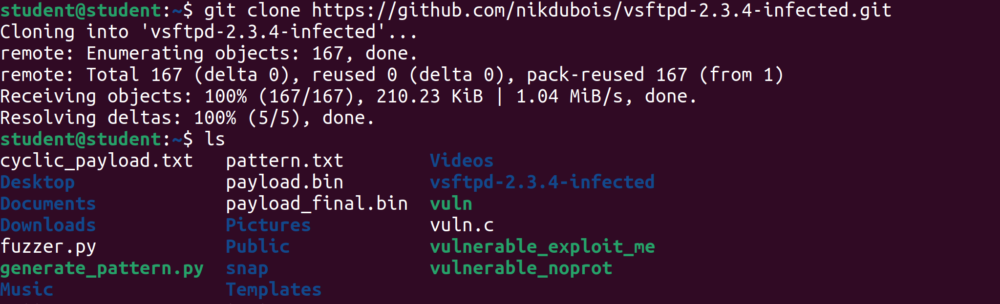 student@student:~$ git clone https://github.com/nikdubois/vsftpd-2.3.4-infected.git
Cloning into 'vsftpd-2.3.4-infected'...
remote: Enumerating objects: 167, done.
remote: Total 167 (delta 0), reused 0 (delta 0), pack-reused 167 (from 1)
Receiving objects: 100% (167/167), 210.23 KiB | 1.04 MiB/s, done.
Resolving deltas: 100% (5/5), done.
student@student:~$ ls
cyclic_payload.txt   pattern.txt        Videos
Desktop              payload.bin        vsftpd-2.3.4-infected
Documents            payload_final.bin  vuln
Downloads            Pictures           vuln.c
fuzzer.py            Public             vulnerable_exploit_me
generate_pattern.py  snap               vulnerable_noprot
Music                Templates